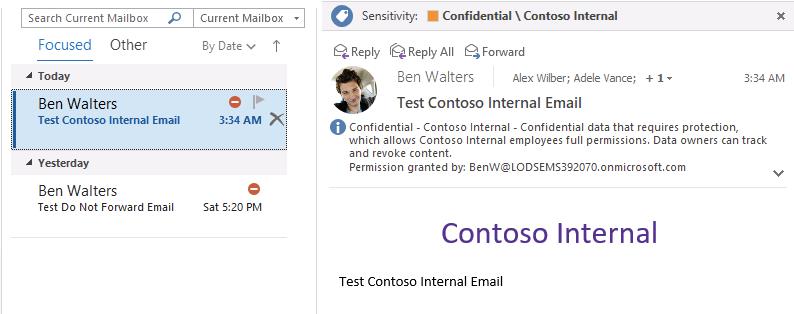 Search Current Mailbox
Current Mailbox
Focused Other By Date
Today
Ben Walters
Test Contoso Internal Email 3:34 AM
Yesterday
Ben Walters
Test Do Not Forward Email Sat 5:20 PM
Sensitivity: Confidential \ Contoso Internal
Reply Reply All Forward
Ben Walters Alex Wilber; Adele Vance; + 1 3:34 AM
Test Contoso Internal Email
Confidential - Contoso Internal - Confidential data that requires protection,
which allows Contoso Internal employees full permissions. Data owners can track
and revoke content.
Permission granted by: BenW@LODSEMS392070.onmicrosoft.com
Contoso Internal
Test Contoso Internal Email